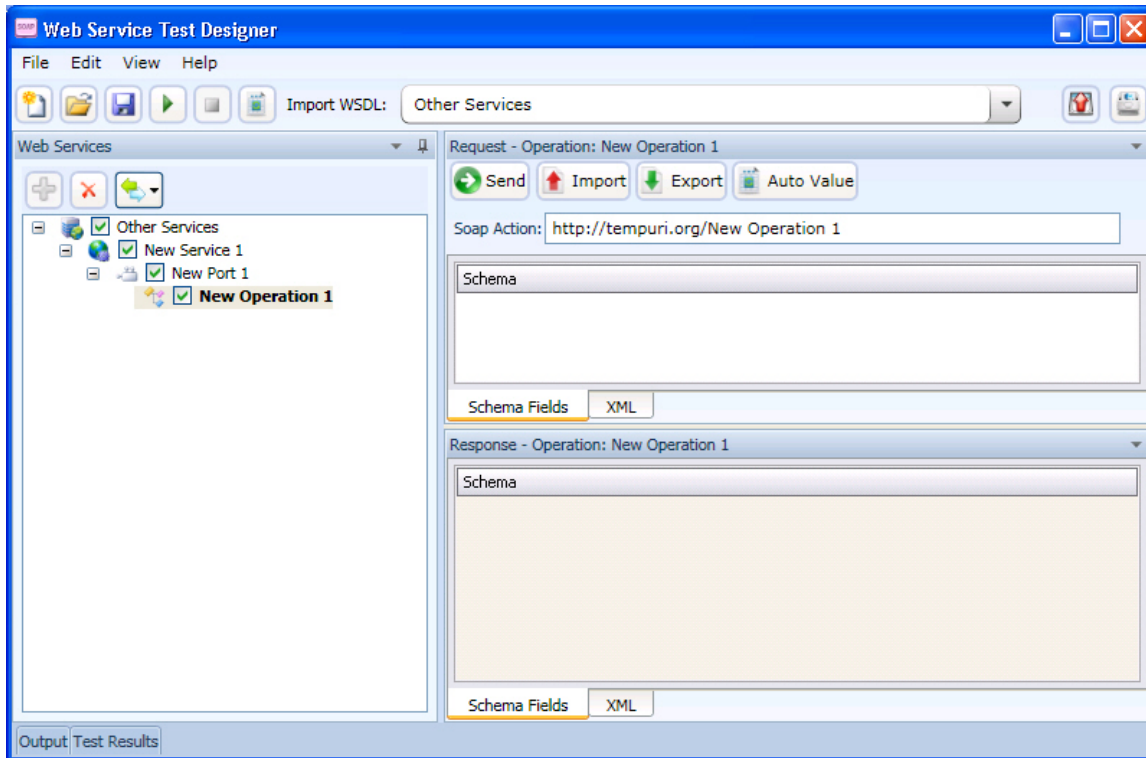 SOAP Web Service Test Designer
File Edit View Help
Import WSDL: Other Services
Web Services
Other Services
New Service 1
New Port 1
New Operation 1
Request - Operation: New Operation 1
Send Import Export Auto Value
Soap Action: http://tempuri.org/New Operation 1
Schema
Schema Fields XML
Response - Operation: New Operation 1
Schema
Schema Fields XML
Output Test Results